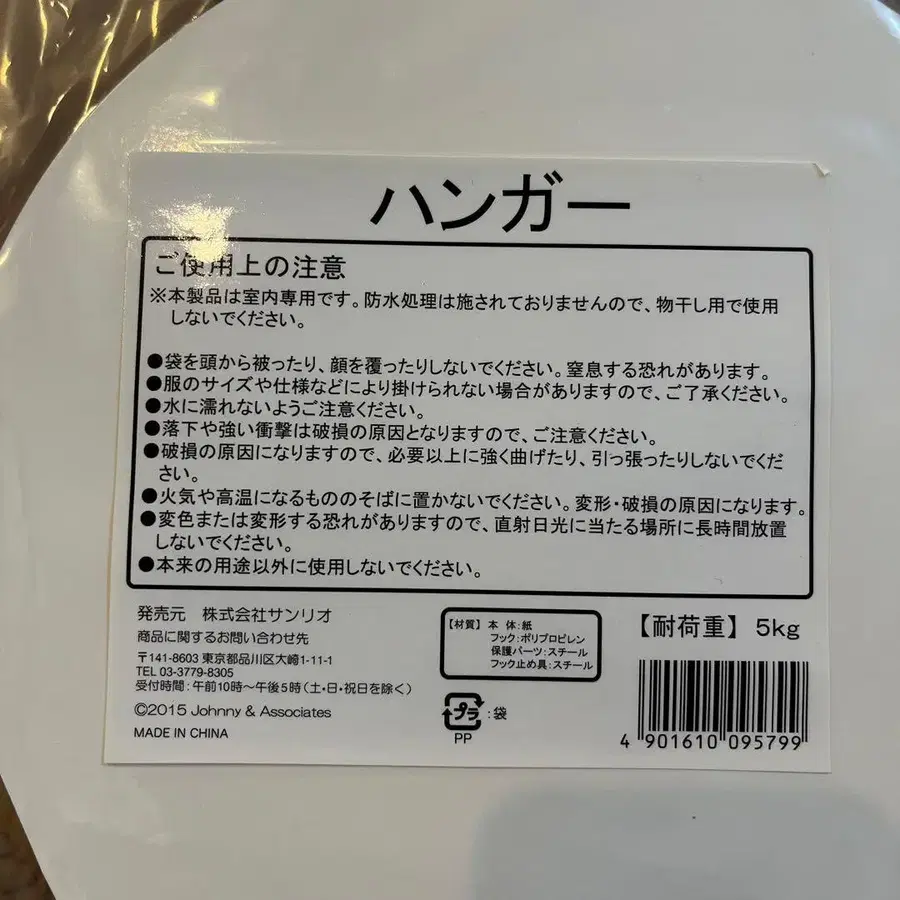 ハンガー
ご使用上の注意
※本製品は室内専用です。防水処理は施されておりませんので、物干し用で使用
しないでください。
●袋を頭から被ったり、顔を覆ったりしないでください。窒息する恐れがあります。
●服のサイズや仕様などにより掛けられない場合がありますので、ご了承ください。
●水に濡れないようご注意ください。
●落下や強い衝撃は破損の原因となりますので、ご注意ください。
●破損の原因になりますので、必要以上に強く曲げたり、引っ張ったりしないでくだ
さい。
●火気や高温になるもののそばに置かないでください。変形・破損の原因になります。
●変色または変形する恐れがありますので、直射日光に当たる場所に長時間放置
しないでください。
●本来の用途以外に使用しないでください。
発売元 株式会社サンリオ
商品に関するお問い合わせ先
〒141-8603 東京都品川区大崎1-11-1
TEL 03-3779-8305
受付時間:午前10時～午後5時(土・日・祝日を除く)
©2015 Johnny & Associates
MADE IN CHINA
【材質】 本 体:紙
フック:ポリプロピレン
保護パーツ:スチール
フック止め具:スチール
プラ :袋
PP
【耐荷重】 5kg
4 901610 095799